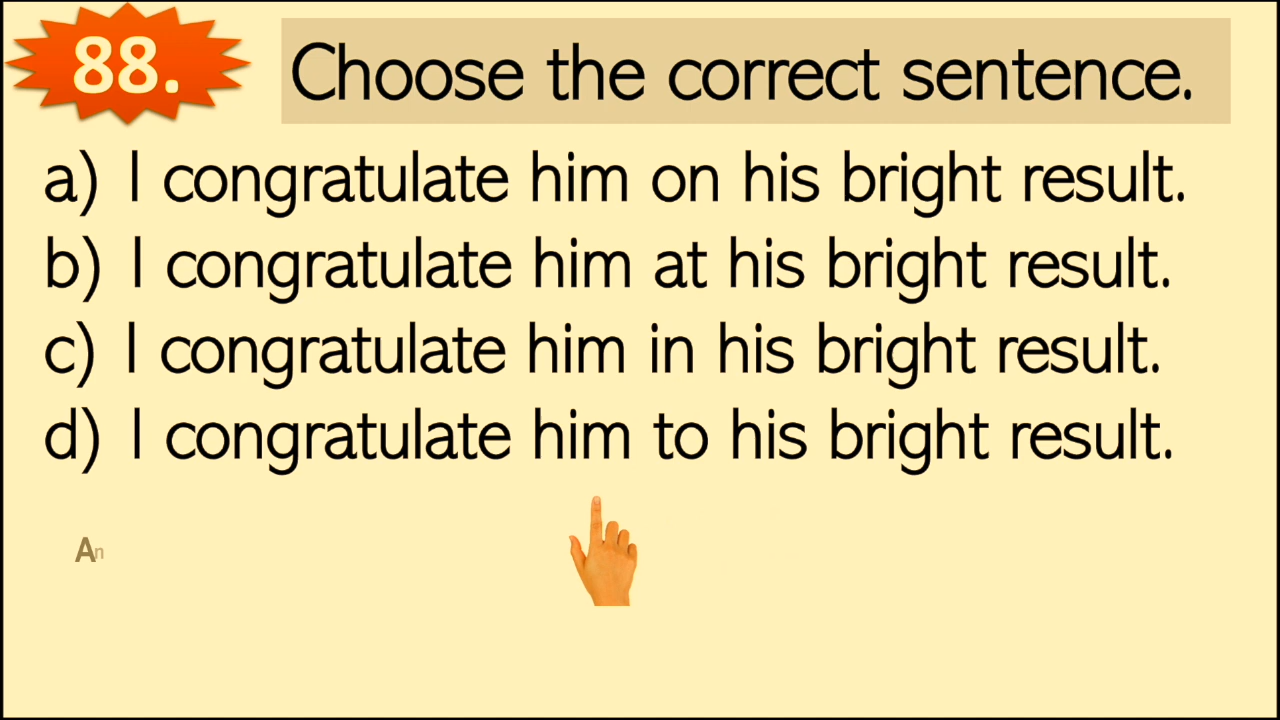 88. Choose the correct sentence.
a) I congratulate him on his bright result.
b) I congratulate him at his bright result.
c) I congratulate him in his bright result.
d) I congratulate him to his bright result.
An